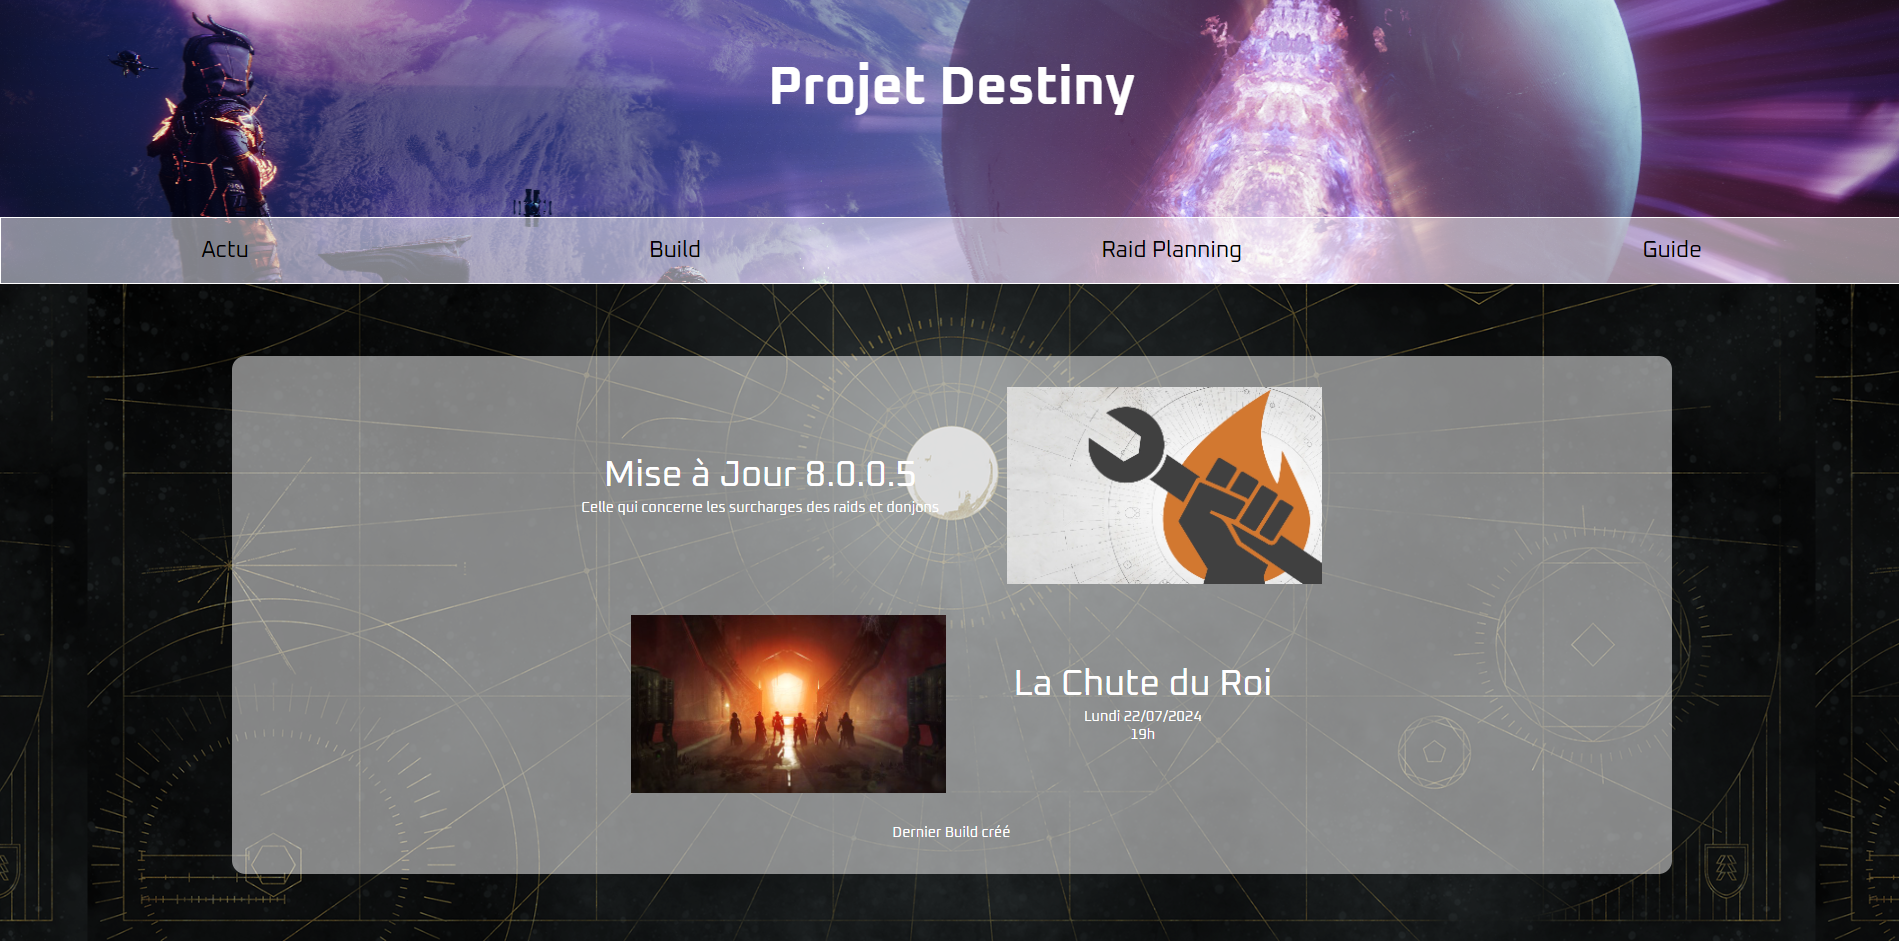 Projet Destiny
Actu
Build
Raid Planning
Guide
Mise à Jour 8.0.0.5
Celle qui concerne les surcharges des raids et donjons
La Chute du Roi
Lundi 22/07/2024
19h
Dernier Build créé